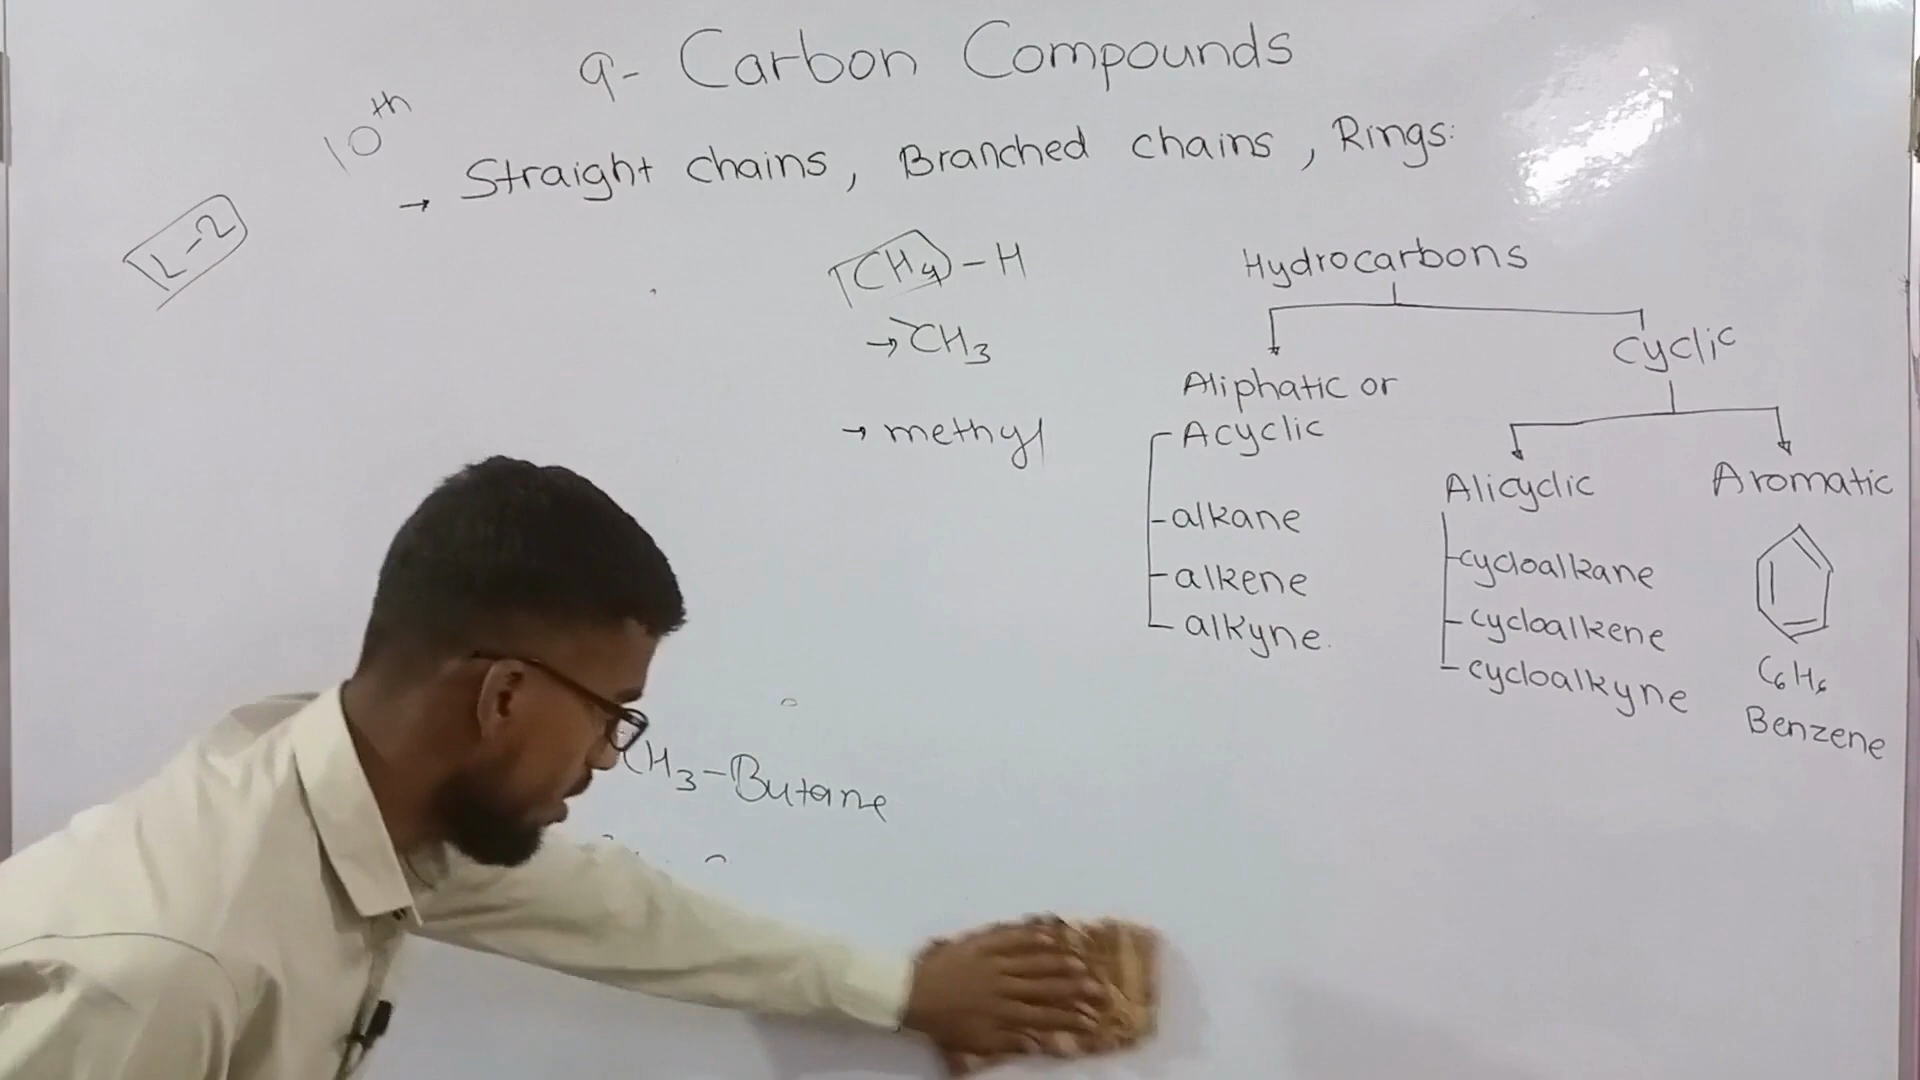 9- Carbon Compounds
10th
→ Straight chains, Branched chains, Rings:
L-2
(CH4)-H
→ CH3
→ methyl
Hydrocarbons
Aliphatic or
Acyclic
alkane
alkene
alkyne.
Cyclic
Alicyclic
cycloalkane
cycloalkene
cycloalkyne
Aromatic
C6H6
Benzene
CH3-Butane